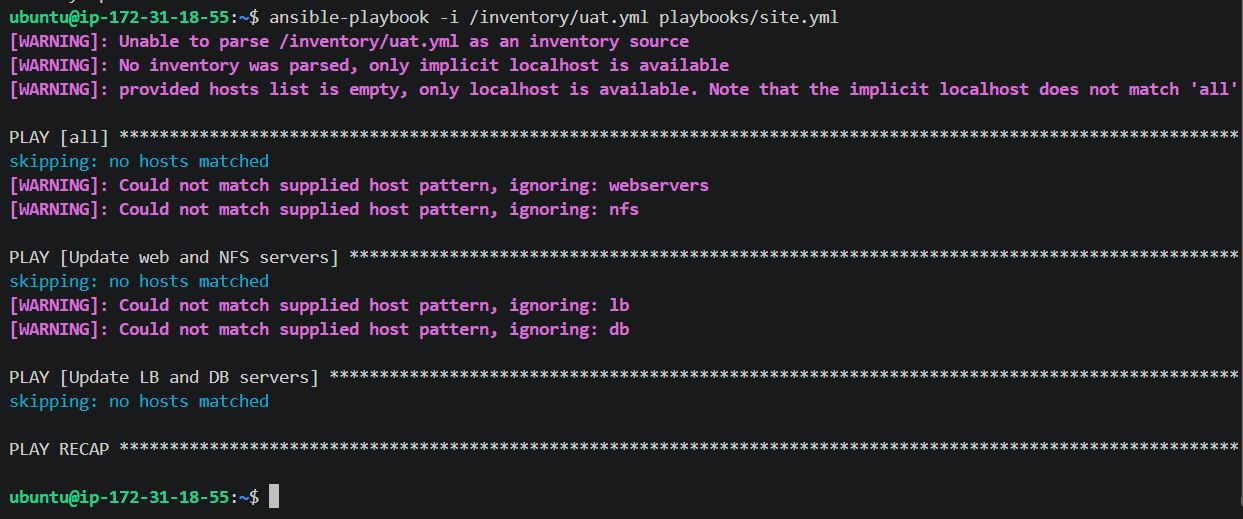 ubuntu@ip-172-31-18-55:~$ ansible-playbook -i /inventory/uat.yml playbooks/site.yml
[WARNING]: Unable to parse /inventory/uat.yml as an inventory source
[WARNING]: No inventory was parsed, only implicit localhost is available
[WARNING]: provided hosts list is empty, only localhost is available. Note that the implicit localhost does not match 'all'
PLAY [all] ****************************************************************************************************************
skipping: no hosts matched
[WARNING]: Could not match supplied host pattern, ignoring: webservers
[WARNING]: Could not match supplied host pattern, ignoring: nfs
PLAY [Update web and NFS servers] *****************************************************************************************
skipping: no hosts matched
[WARNING]: Could not match supplied host pattern, ignoring: lb
[WARNING]: Could not match supplied host pattern, ignoring: db
PLAY [Update LB and DB servers] *******************************************************************************************
skipping: no hosts matched
PLAY RECAP ****************************************************************************************************************
ubuntu@ip-172-31-18-55:~$